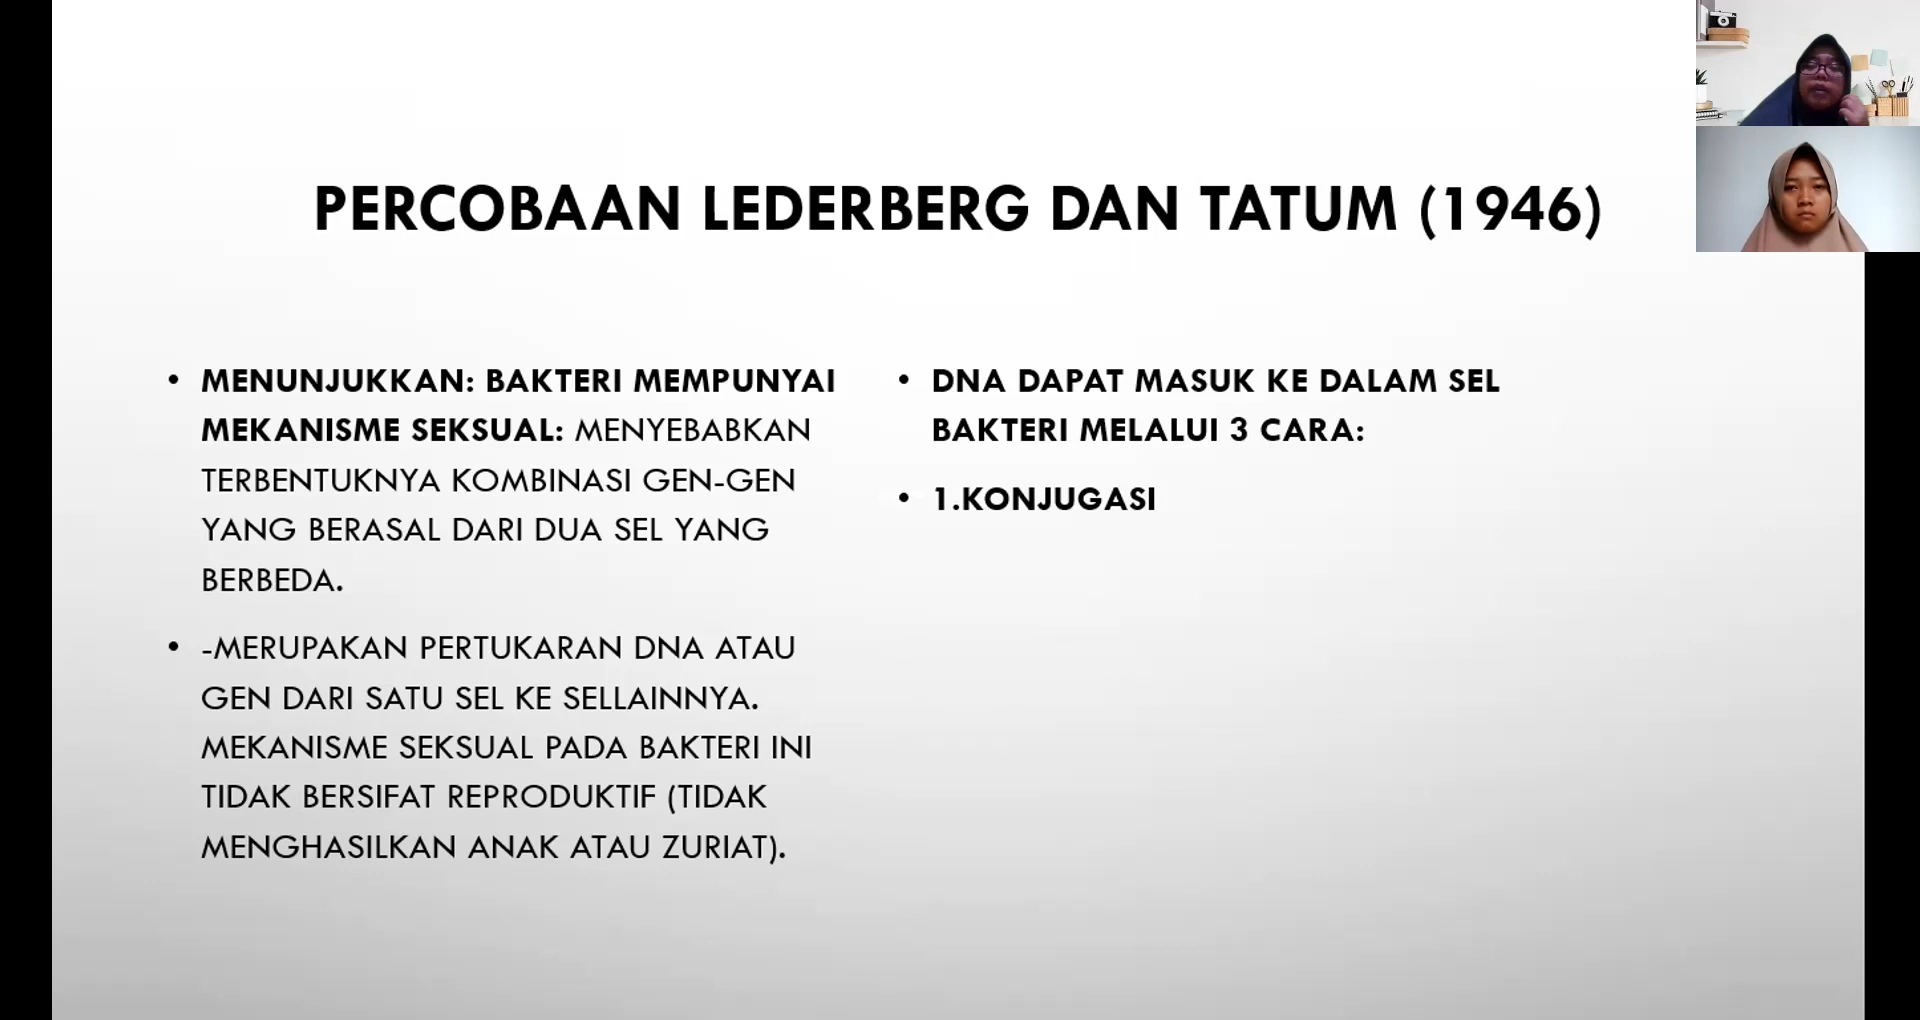 PERCOBAAN LEDERBERG DAN TATUM (1946)
• MENUNJUKKAN: BAKTERI MEMPUNYAI
MEKANISME SEKSUAL: MENYEBABKAN
TERBENTUKNYA KOMBINASI GEN-GEN
YANG BERASAL DARI DUA SEL YANG
BERBEDA.
• -MERUPAKAN PERTUKARAN DNA ATAU
GEN DARI SATU SEL KE SELLAINNYA.
MEKANISME SEKSUAL PADA BAKTERI INI
TIDAK BERSIFAT REPRODUKTIF (TIDAK
MENGHASILKAN ANAK ATAU ZURIAT).
• DNA DAPAT MASUK KE DALAM SEL
BAKTERI MELALUI 3 CARA:
• 1.KONJUGASI